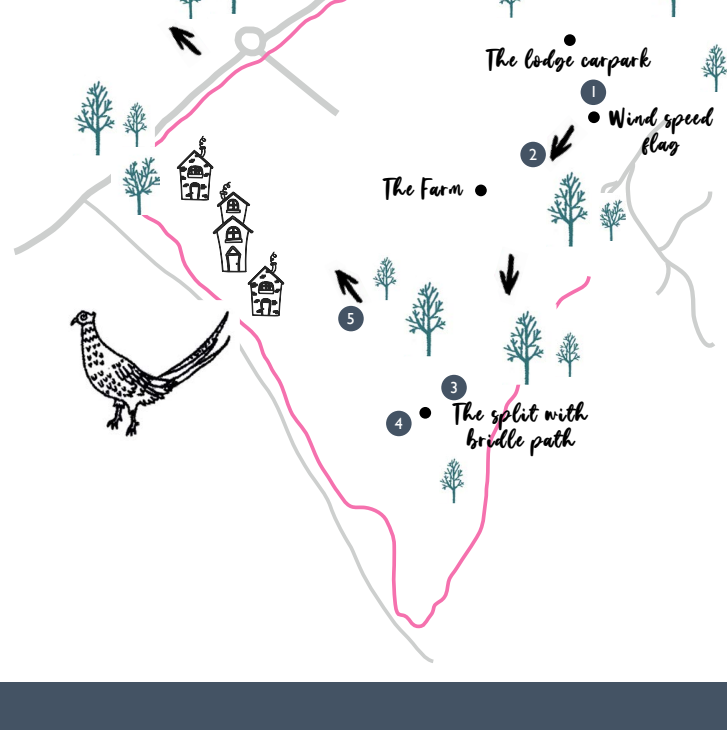 The lodge carpark
1
Wind speed
flag
2
The Farm
5
3
4
The split with
bridle path